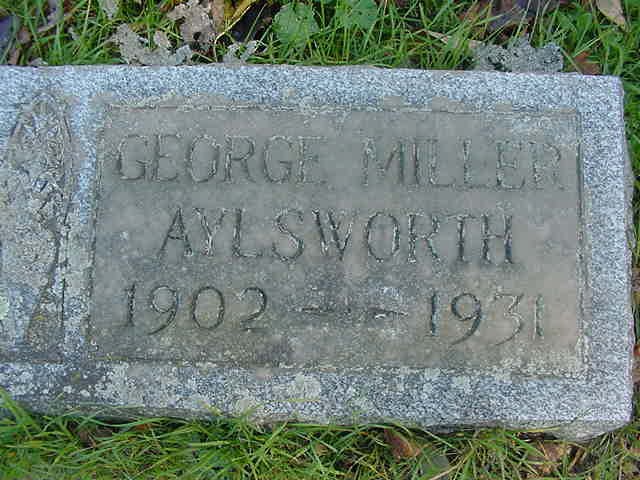 GEORGE MILLER
AYLSWORTH
1902 - - 1931